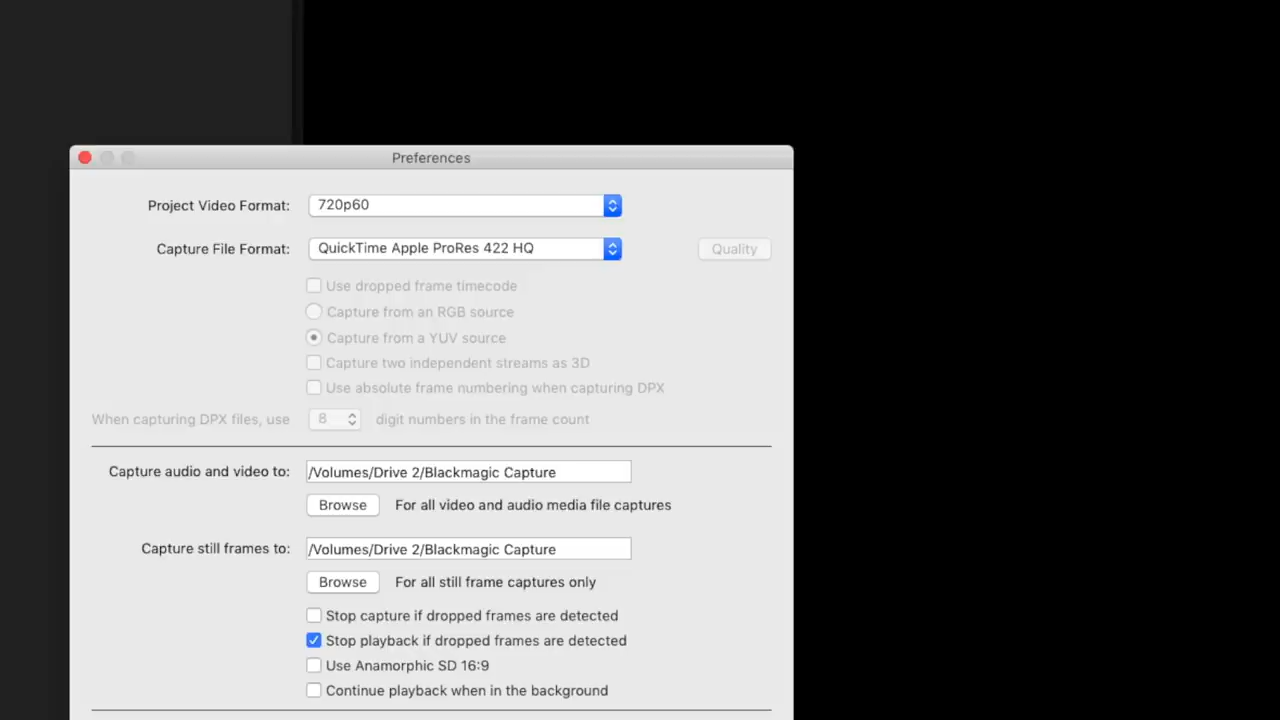 Preferences
Project Video Format: 720p60
Capture File Format: QuickTime Apple ProRes 422 HQ Quality
Use dropped frame timecode
Capture from an RGB source
Capture from a YUV source
Capture two independent streams as 3D
Use absolute frame numbering when capturing DPX
When capturing DPX files, use 8 digit numbers in the frame count
Capture audio and video to: /Volumes/Drive 2/Blackmagic Capture
Browse For all video and audio media file captures
Capture still frames to: /Volumes/Drive 2/Blackmagic Capture
Browse For all still frame captures only
Stop capture if dropped frames are detected
Stop playback if dropped frames are detected
Use Anamorphic SD 16:9
Continue playback when in the background